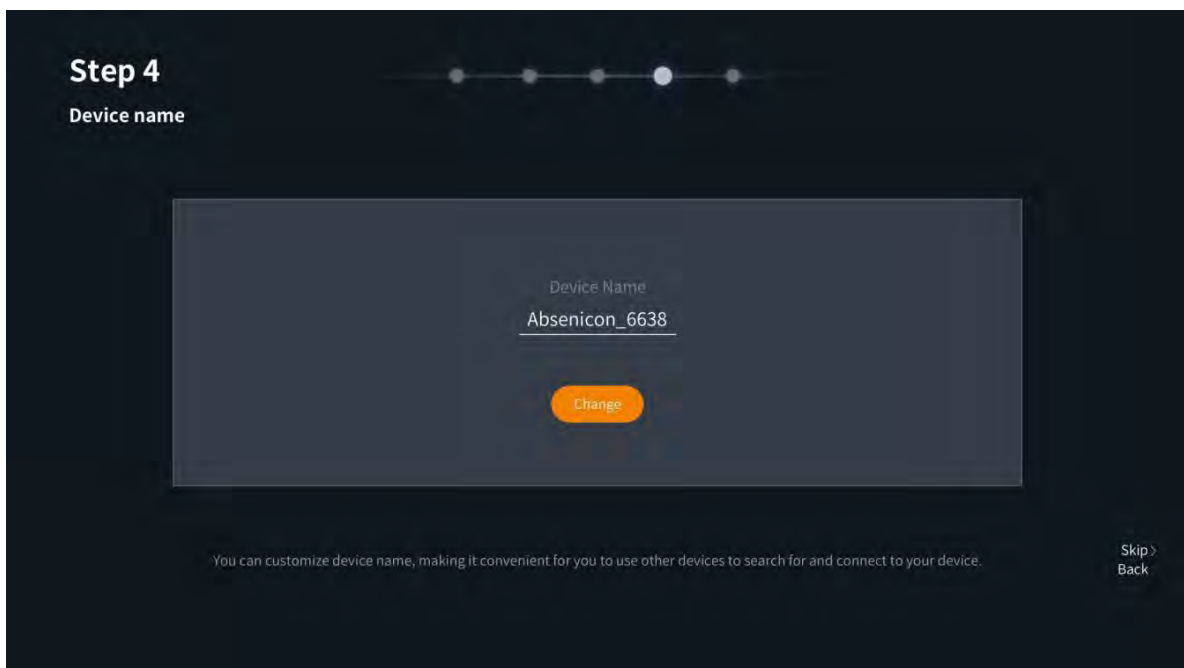 Step 4
Device name
Device Name
Absenicon_6638
Change
You can customize device name, making it convenient for you to use other devices to search for and connect to your device.
Skip>
Back